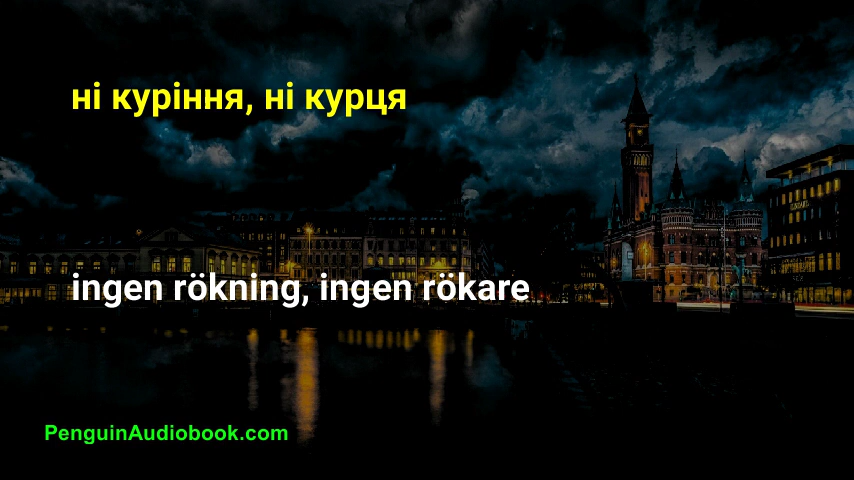 ні куріння, ні курця
ingen rökning, ingen rökare
PenguinAudiobook.com